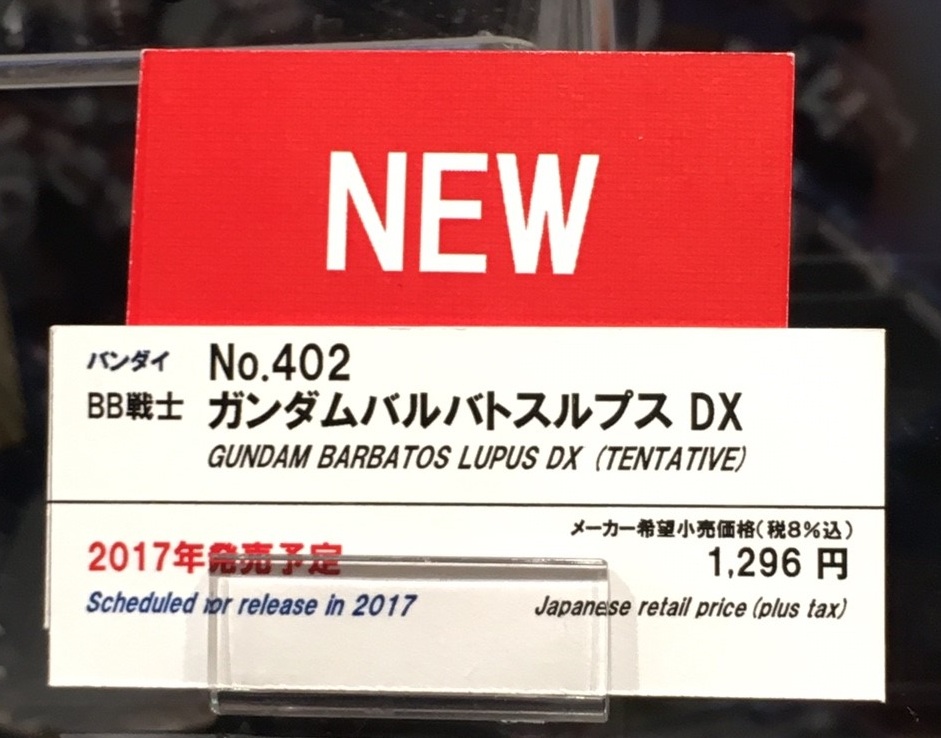 NEW
バンダイ No.402
BB戦士 ガンダムバルバトスルプス DX
GUNDAM BARBATOS LUPUS DX (TENTATIVE)
メーカー希望小売価格(税8%込)
2017年発売予定 1,296 円
Scheduled for release in 2017 Japanese retail price (plus tax)